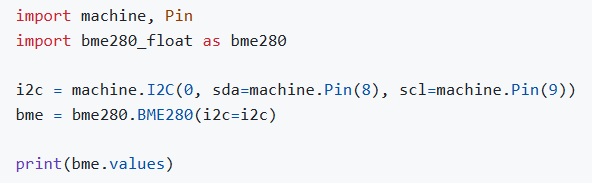 import machine, Pin
import bme280_float as bme280
i2c = machine.I2C(0, sda=machine.Pin(8), scl=machine.Pin(9))
bme = bme280.BME280(i2c=i2c)
print(bme.values)